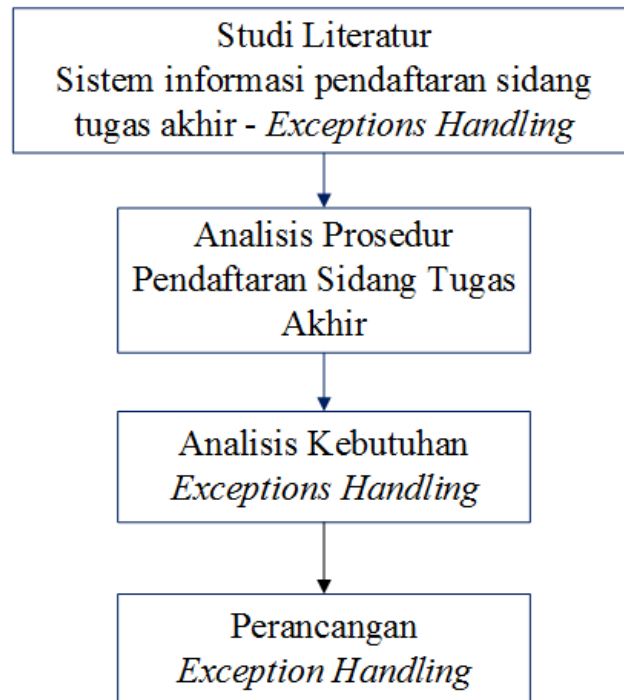 Studi Literatur
Sistem informasi pendaftaran sidang
tugas akhir - Exceptions Handling
Analisis Prosedur
Pendaftaran Sidang Tugas
Akhir
Analisis Kebutuhan
Exceptions Handling
Perancangan
Exception Handling